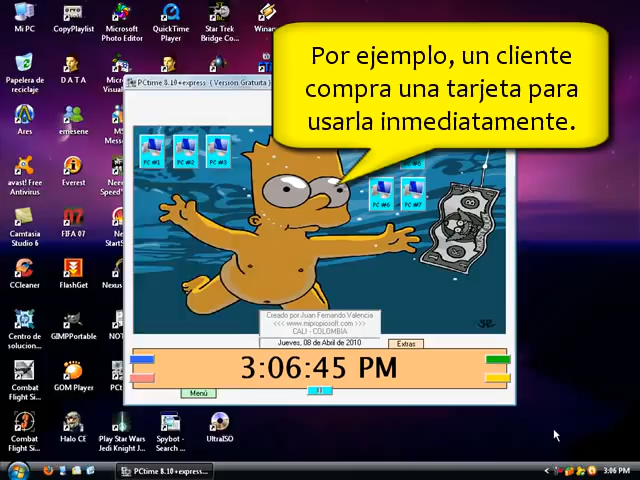 Mi PC
CopyPlaylist
Microsoft
Photo Editor
QuickTime
Player
Star Trek
Bridge Co...
Papelera de
reciclaje
D A T A
PCtime 8.10+express ( Version Gratuita )
Por ejemplo, un cliente
compra una tarjeta para
usarla inmediatamente.
Ares
emesene
PC #1
PC #2
PC #3
PC #6
PC #7
avast! Free
Antivirus
Everest
Camtasia
Studio 6
FIFA 07
CCleaner
FlashGet
Creado por Juan Fernando Valencia
<<< www.mipropiosoft.com >>>
CALI - COLOMBIA
Jueves, 08 de Abril de 2010
Extras
Centro de
solucion...
GIMPPortable
3:06:45 PM
Combat
Flight Si...
GOM Player
Menú
Combat
Flight Si...
Halo CE
Play Star Wars
Jedi Knight J...
Spybot -
Search ...
UltraISO
PCtime 8.10+express...
3:06 PM